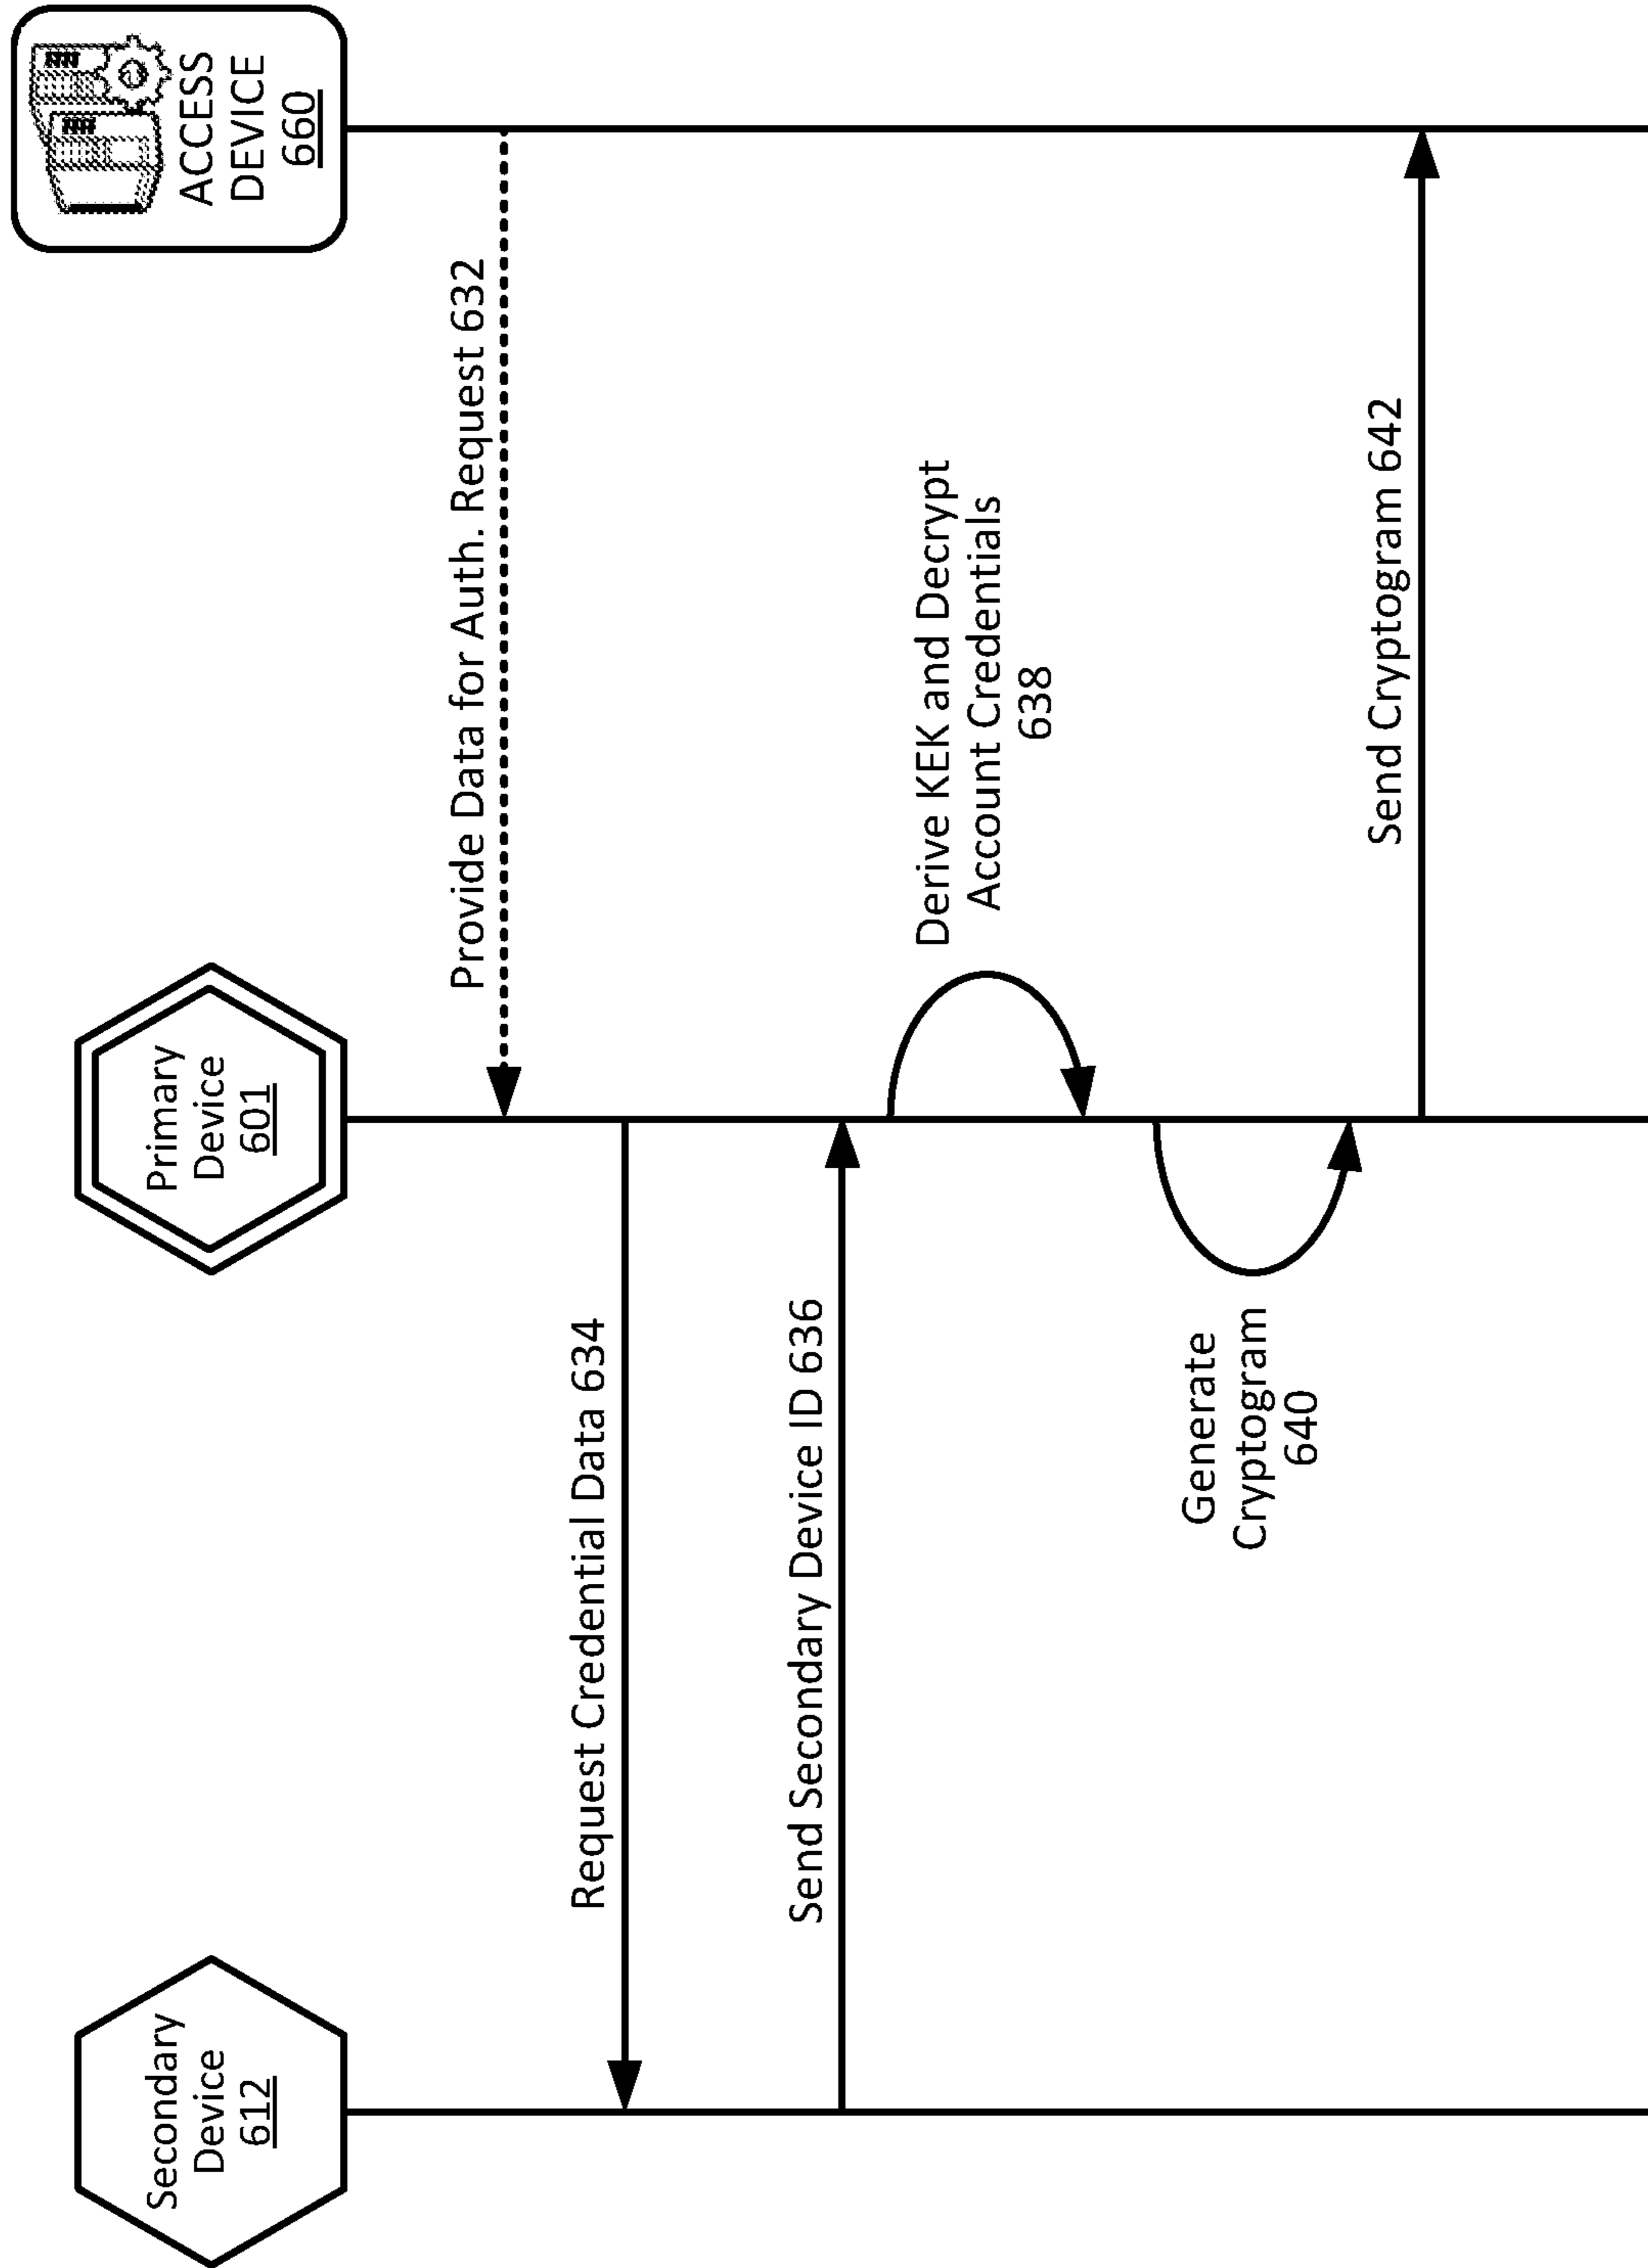 Secondary
Device
612
Primary
Device
601
ACCESS
DEVICE
660
Provide Data for Auth. Request 632
Request Credential Data 634
Send Secondary Device ID 636
Derive KEK and Decrypt
Account Credentials
638
Generate
Cryptogram
640
Send Cryptogram 642